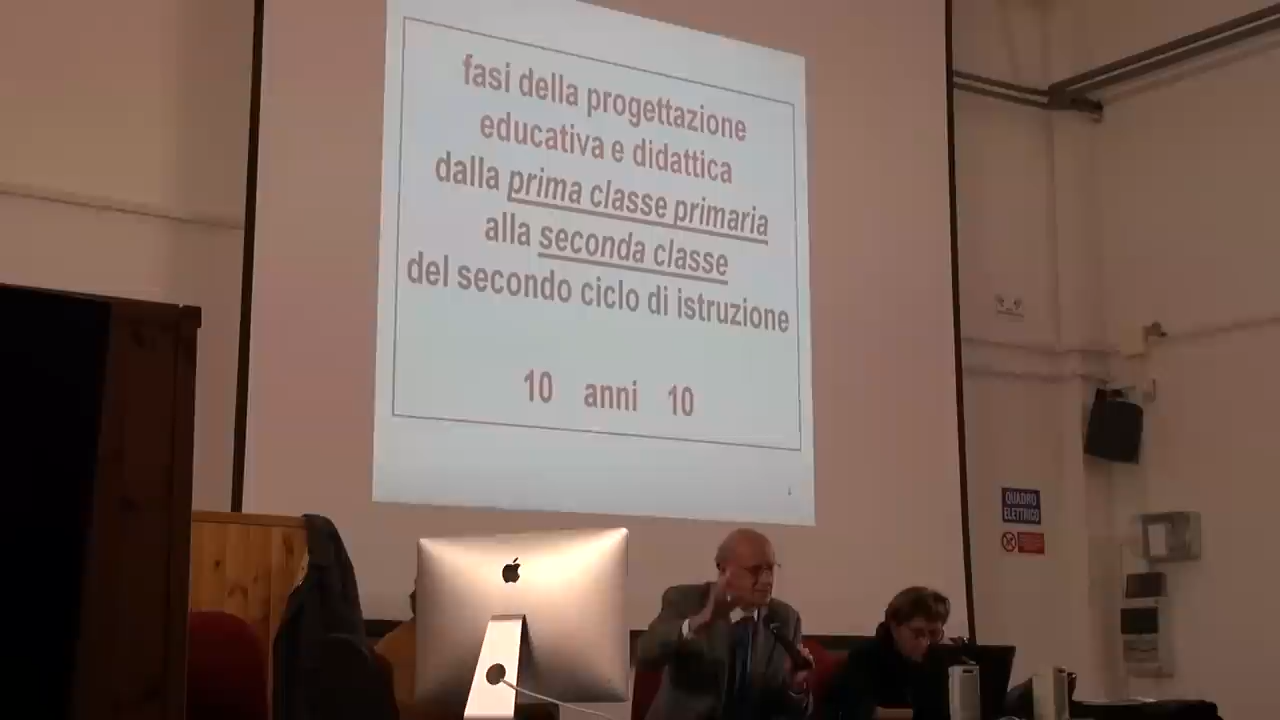 fasi della progettazione
educativa e didattica
dalla prima classe primaria
alla seconda classe
del secondo ciclo di istruzione
10 anni 10
QUADRO
ELETTRICO